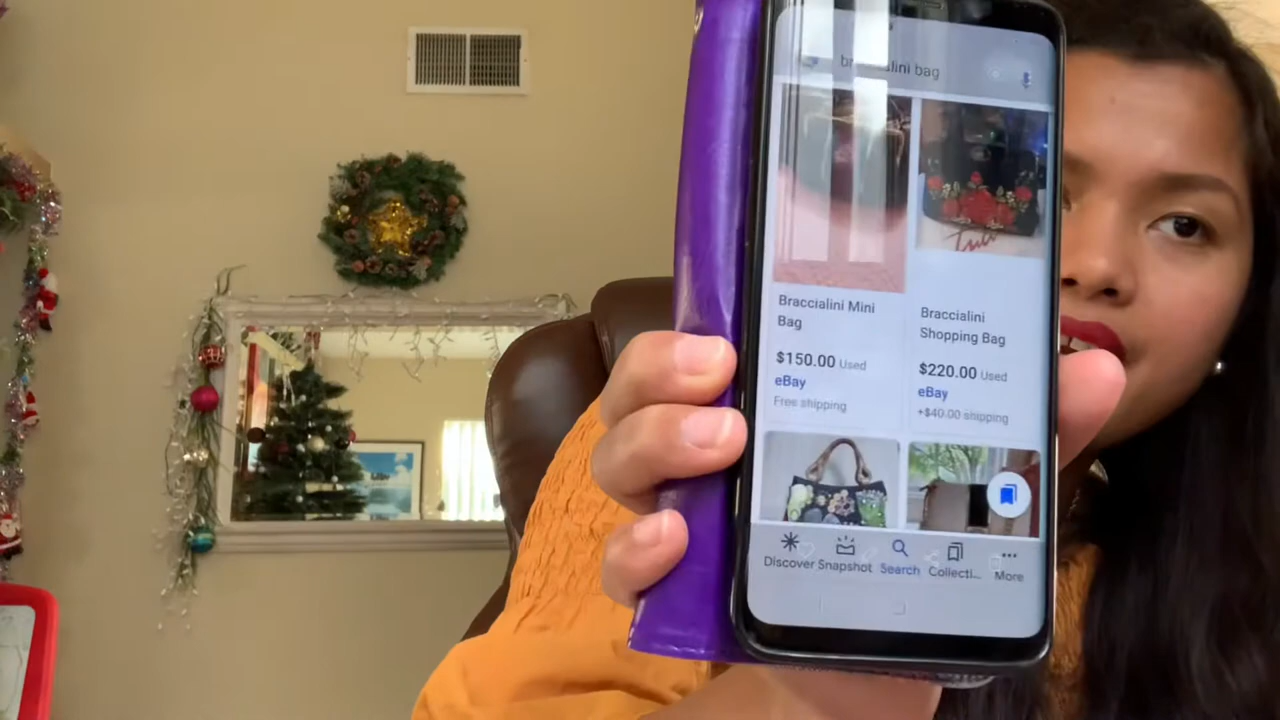 braccialini bag
Braccialini Mini
Bag
$150.00 Used
eBay
Free shipping
Braccialini
Shopping Bag
$220.00 Used
eBay
+$40.00 shipping
Discover Snapshot Search Collecti... More